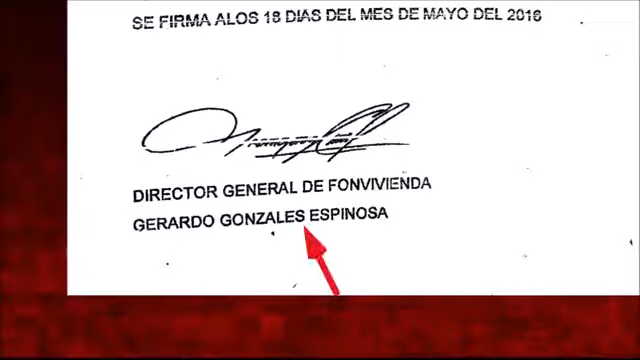 SE FIRMA ALOS 18 DIAS DEL MES DE MAYO DEL 2016
DIRECTOR GENERAL DE FONVIVIENDA
GERARDO GONZALES ESPINOSA